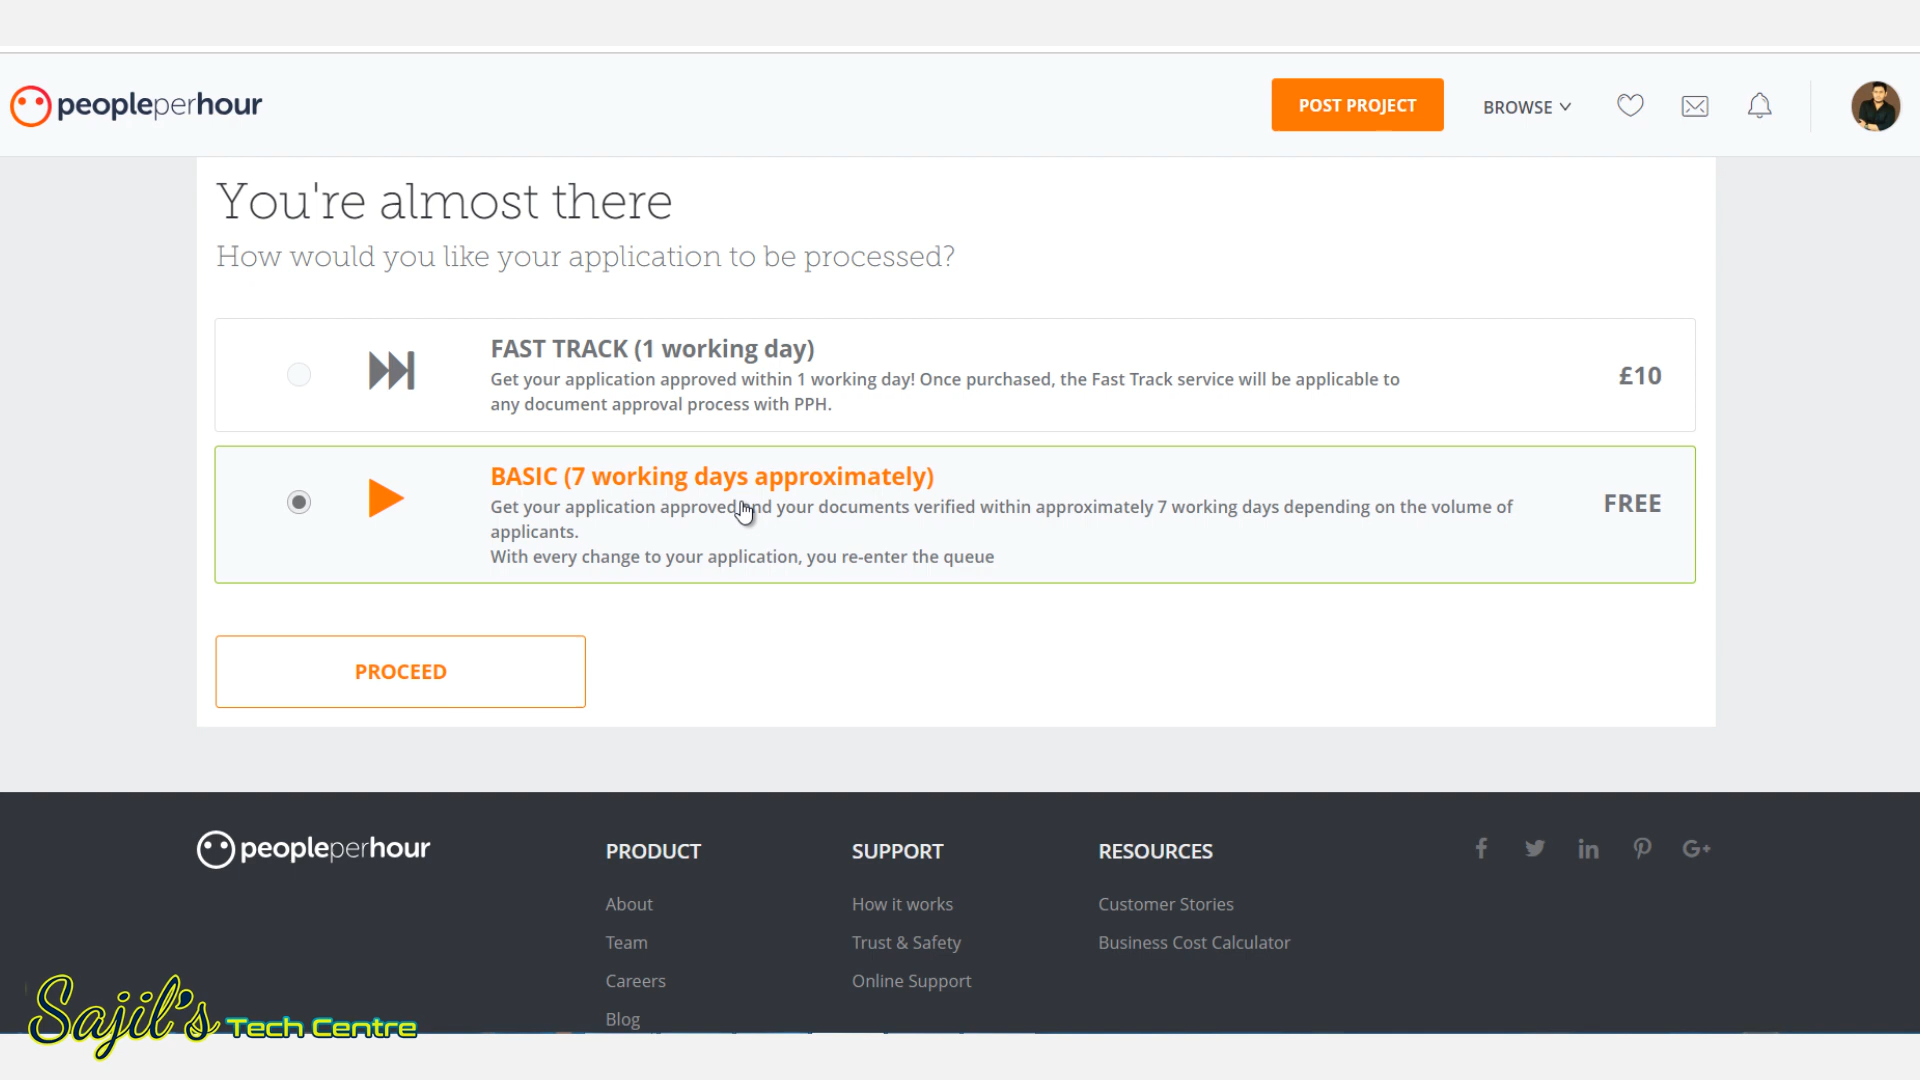 peopleperhour
POST PROJECT
BROWSE
You're almost there
How would you like your application to be processed?
FAST TRACK (1 working day)
Get your application approved within 1 working day! Once purchased, the Fast Track service will be applicable to
any document approval process with PPH.
£10
BASIC (7 working days approximately)
Get your application approved and your documents verified within approximately 7 working days depending on the volume of
applicants.
With every change to your application, you re-enter the queue
FREE
PROCEED
peopleperhour
PRODUCT
About
Team
Careers
Blog
SUPPORT
How it works
Trust & Safety
Online Support
RESOURCES
Customer Stories
Business Cost Calculator
Sajil's Tech Centre